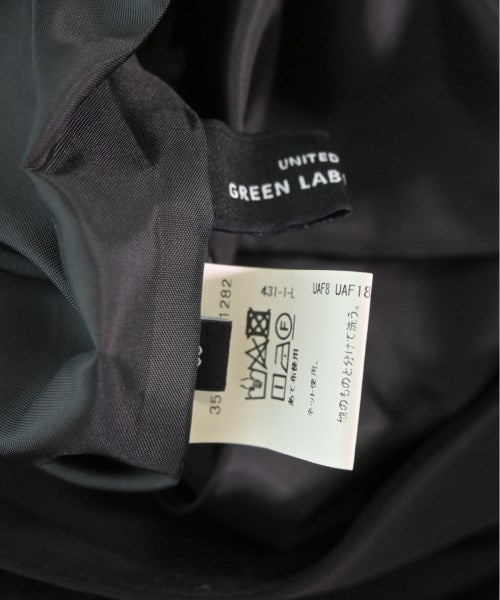 UNITED
GREEN LAB
431-1-L
UAF8 UAF18
35
1282
あて布使用
ネット使用。
他のものと分けて洗う。